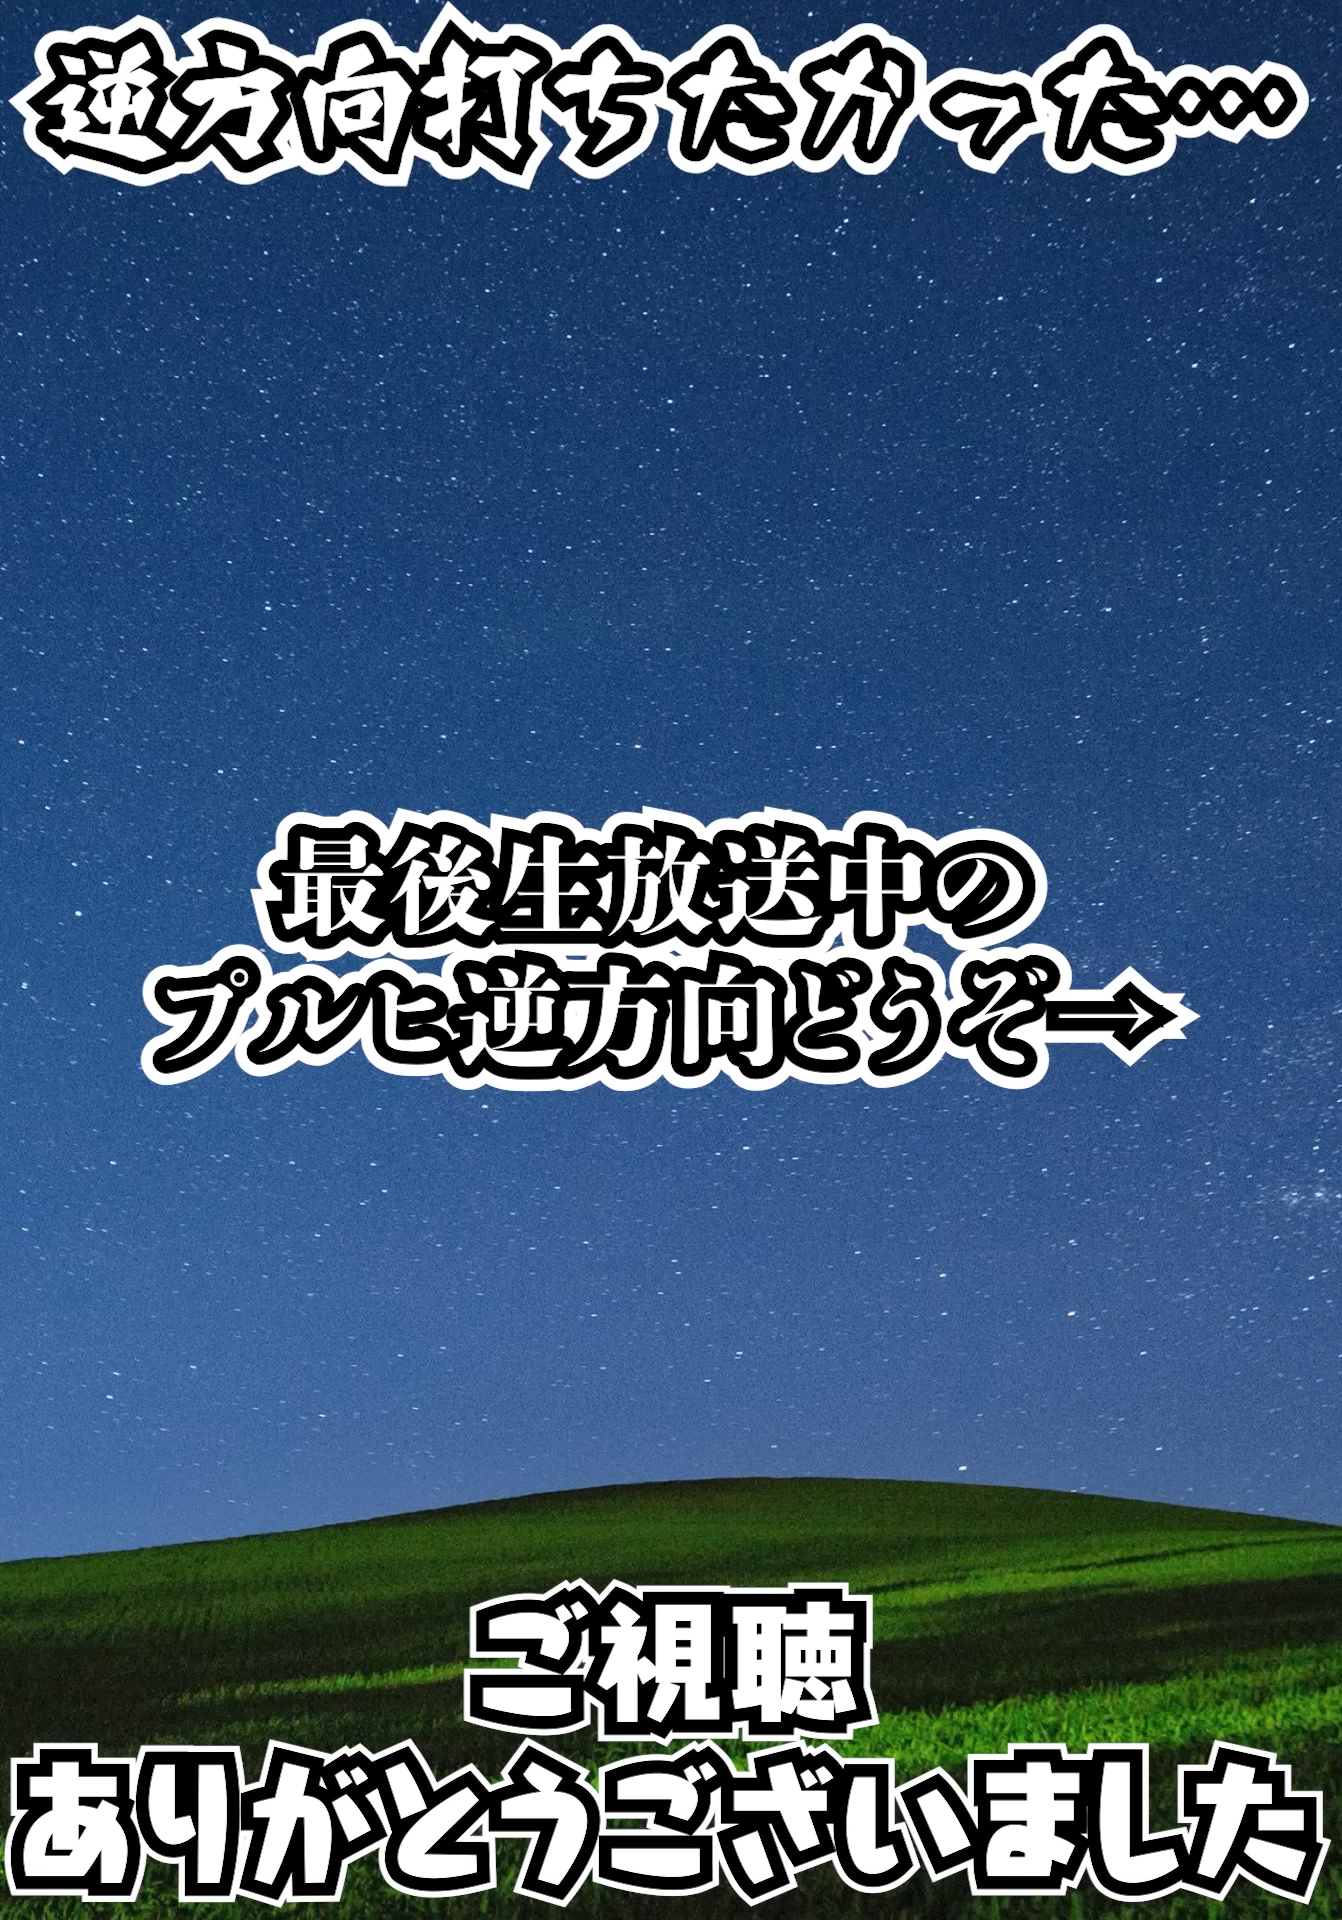 逆方向打ちたかった…
最後生放送中の
プルヒ逆方向どうぞ→
ご視聴
ありがとうございました